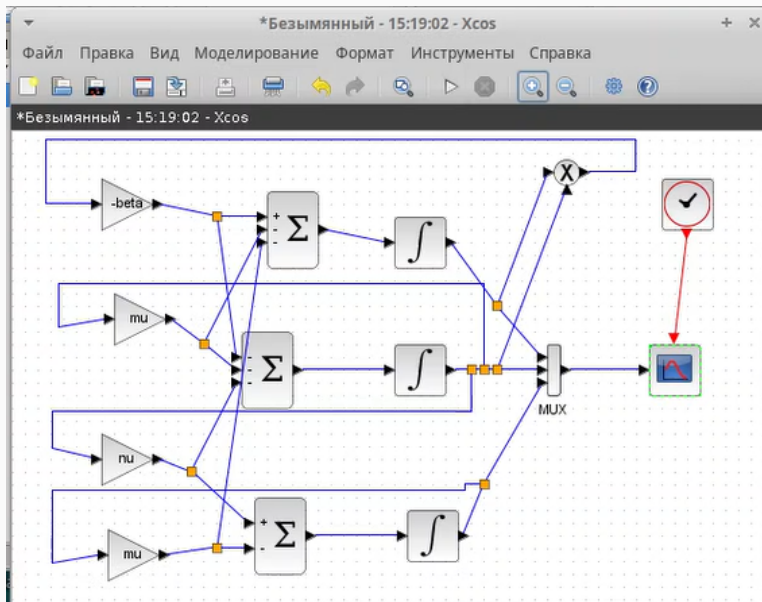 *Безымянный - 15:19:02 - Xcos
Файл Правка Вид Моделирование Формат Инструменты Справка
*Безымянный - 15:19:02 - Xcos
X
-beta
+
-
-
Σ
∫
mu
-
-
-
Σ
∫
MUX
nu
+
-
Σ
∫
mu